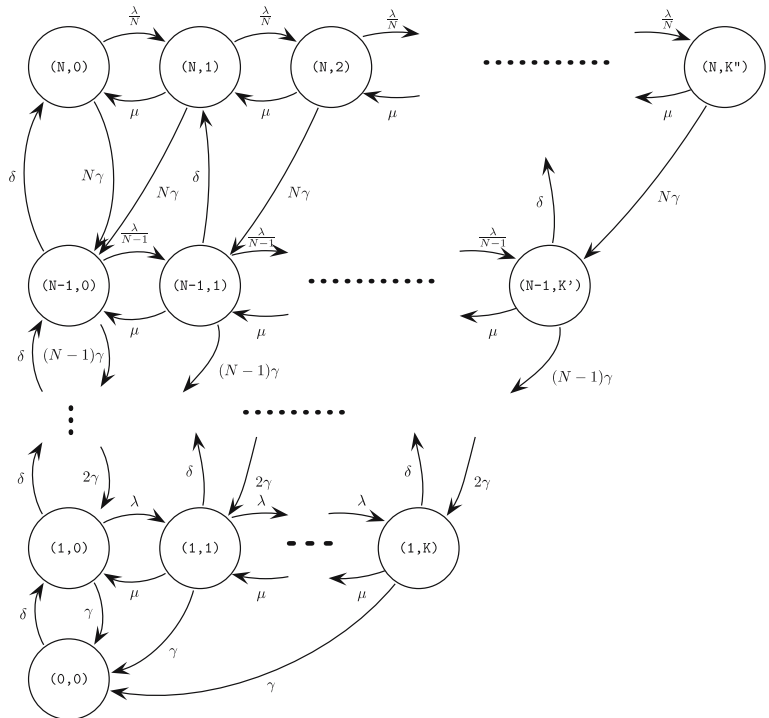 λ/N λ/N λ/N λ/N
(N,0) (N,1) (N,2) (N,K")
μ μ μ μ
δ Nγ Nγ δ Nγ δ Nγ
λ/N−1 λ/N−1 λ/N−1
(N-1,0) (N-1,1) (N-1,K')
μ μ μ
δ (N − 1)γ (N − 1)γ (N − 1)γ
δ 2γ δ 2γ δ 2γ
λ λ λ
(1,0) (1,1) (1,K)
μ μ μ
δ γ γ γ
(0,0)